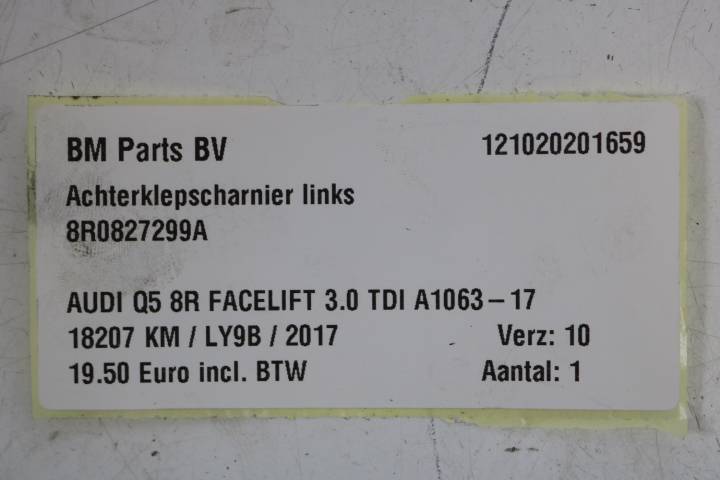 BM Parts BV 121020201659
Achterklepscharnier links
8R0827299A
AUDI Q5 8R FACELIFT 3.0 TDI A1063-17
18207 KM / LY9B / 2017 Verz: 10
19.50 Euro incl. BTW Aantal: 1